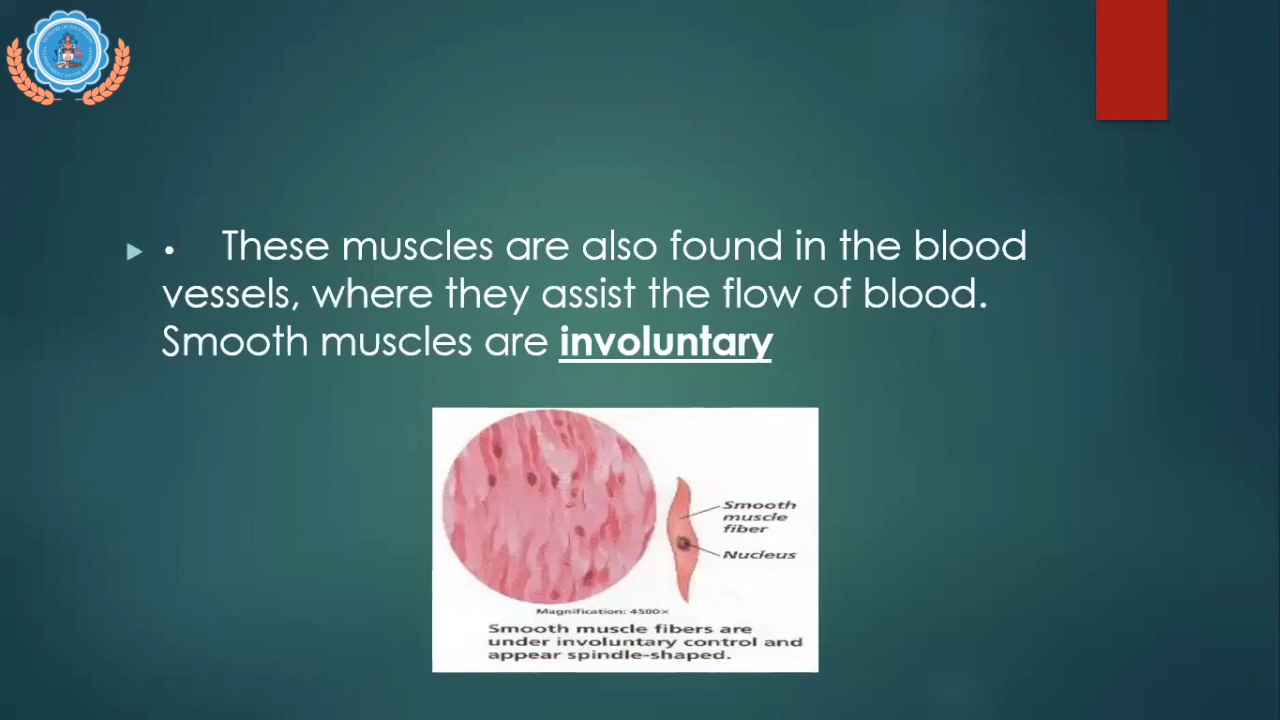 • These muscles are also found in the blood
vessels, where they assist the flow of blood.
Smooth muscles are involuntary
Smooth
muscle
fiber
Nucleus
Magnification: 4500×
Smooth muscle fibers are
under involuntary control and
appear spindle-shaped.